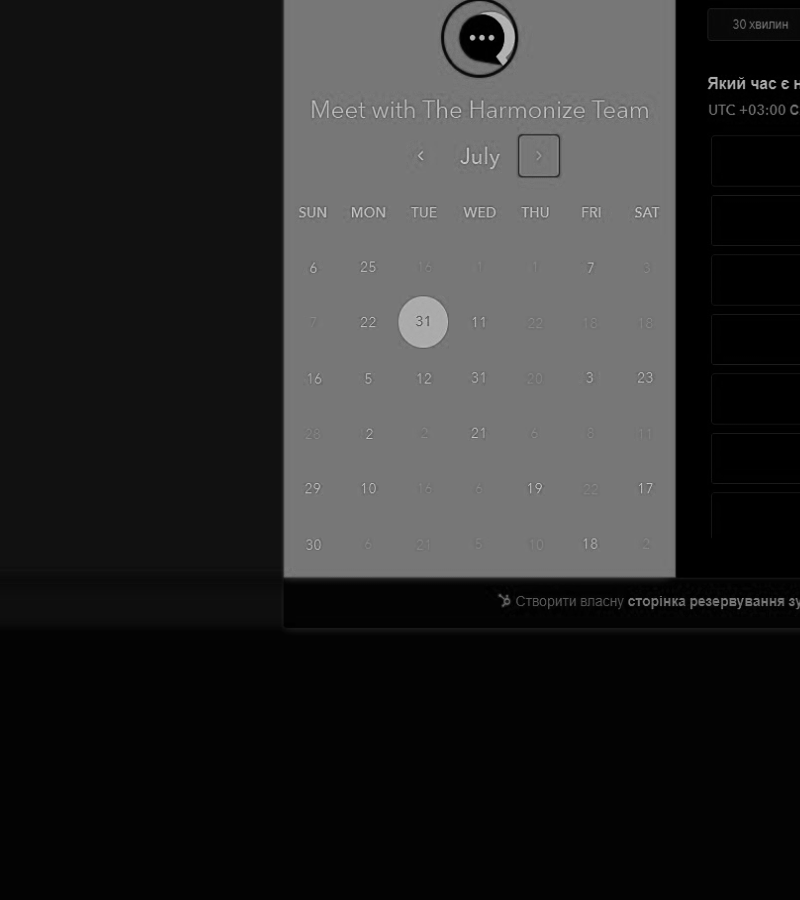 30 хвилин
Який час є
UTC +03:00
Meet with The Harmonize Team
July
SUN MON TUE WED THU FRI SAT
6 25 16 1 1 7 3
7 22 31 11 22 18 18
16 5 12 31 20 3 23
28 2 2 21 6 8 11
29 10 16 6 19 22 17
30 6 21 5 10 18 2
Створити власну сторінка резервування